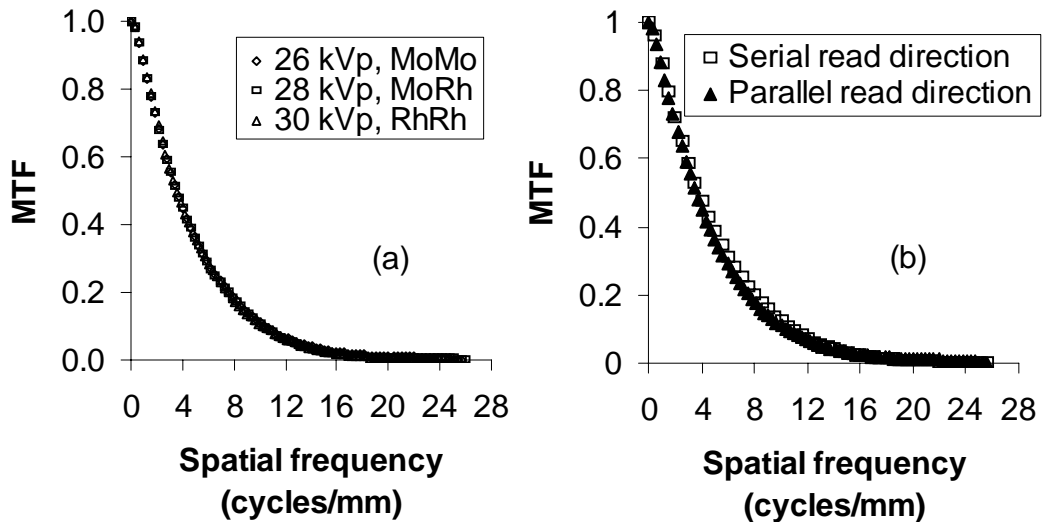 1.0
0.8
0.6
0.4
0.2
0.0
MTF
26 kVp, MoMo
28 kVp, MoRh
30 kVp, RhRh
(a)
0 4 8 12 16 20 24 28
Spatial frequency
(cycles/mm)
1
0.8
0.6
0.4
0.2
0
MTF
Serial read direction
Parallel read direction
(b)
0 4 8 12 16 20 24 28
Spatial frequency
(cycles/mm)